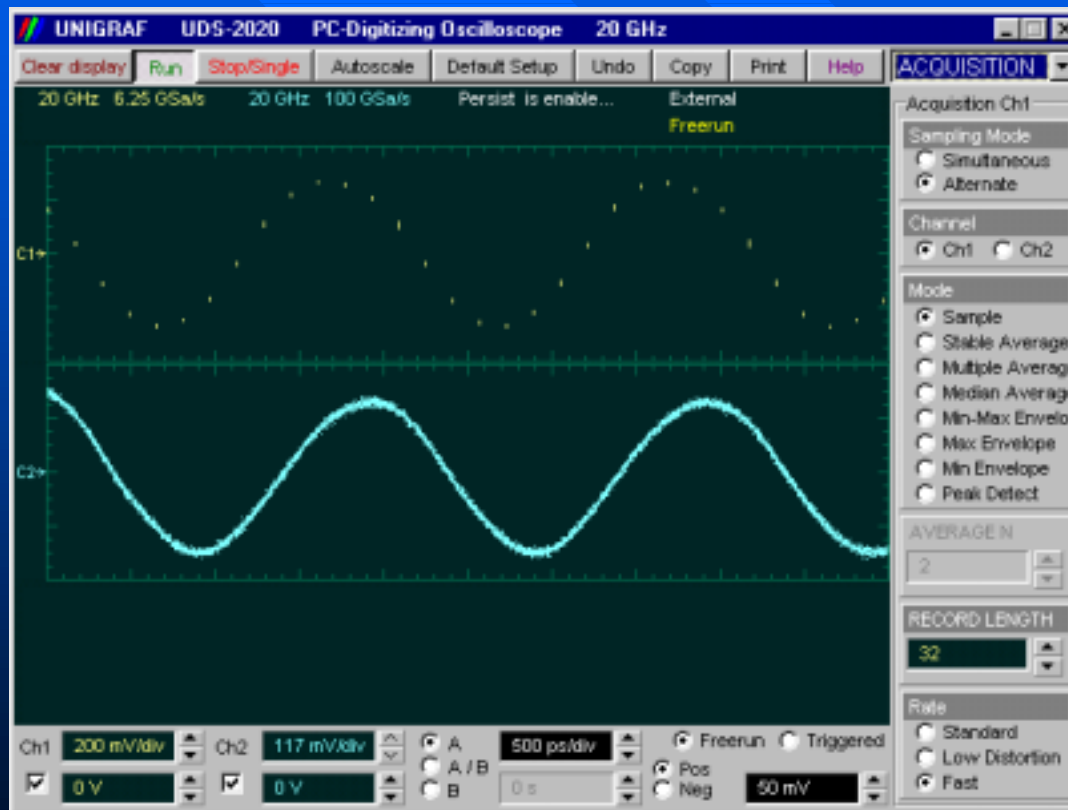 UNIGRAF UDS-2020 PC-Digitizing Oscilloscope 20 GHz
Clear display Run Stop/Single Autoscale Default Setup Undo Copy Print Help ACQUISITION
20 GHz 6.25 GSa/s 20 GHz 100 GSa/s Persist is enable... External
Freerun
Acquisition Ch1
Sampling Mode
Simultaneous
Alternate
Channel
Ch1 Ch2
C1
Mode
Sample
Stable Average
Multiple Averag
Median Average
Min-Max Envelo
Max Envelope
Min Envelope
Peak Detect
C2
AVERAGE N
2
RECORD LENGTH
32
Rate
Standard
Low Distortion
Fast
Ch1 200 mV/div Ch2 117 mV/div A 500 ps/div Freerun Triggered
A / B
0 V 0 V B 0 s Pos
Neg 50 mV